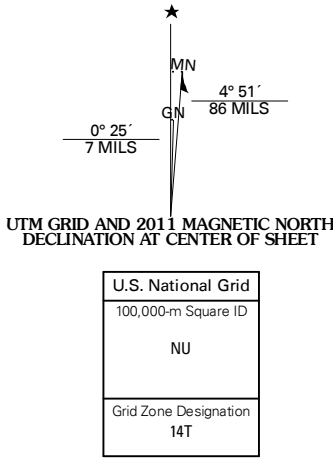 MN
GN
4° 51´
86 MILS
0° 25´
7 MILS
UTM GRID AND 2011 MAGNETIC NORTH
DECLINATION AT CENTER OF SHEET
U.S. National Grid
100,000-m Square ID
NU
Grid Zone Designation
14T